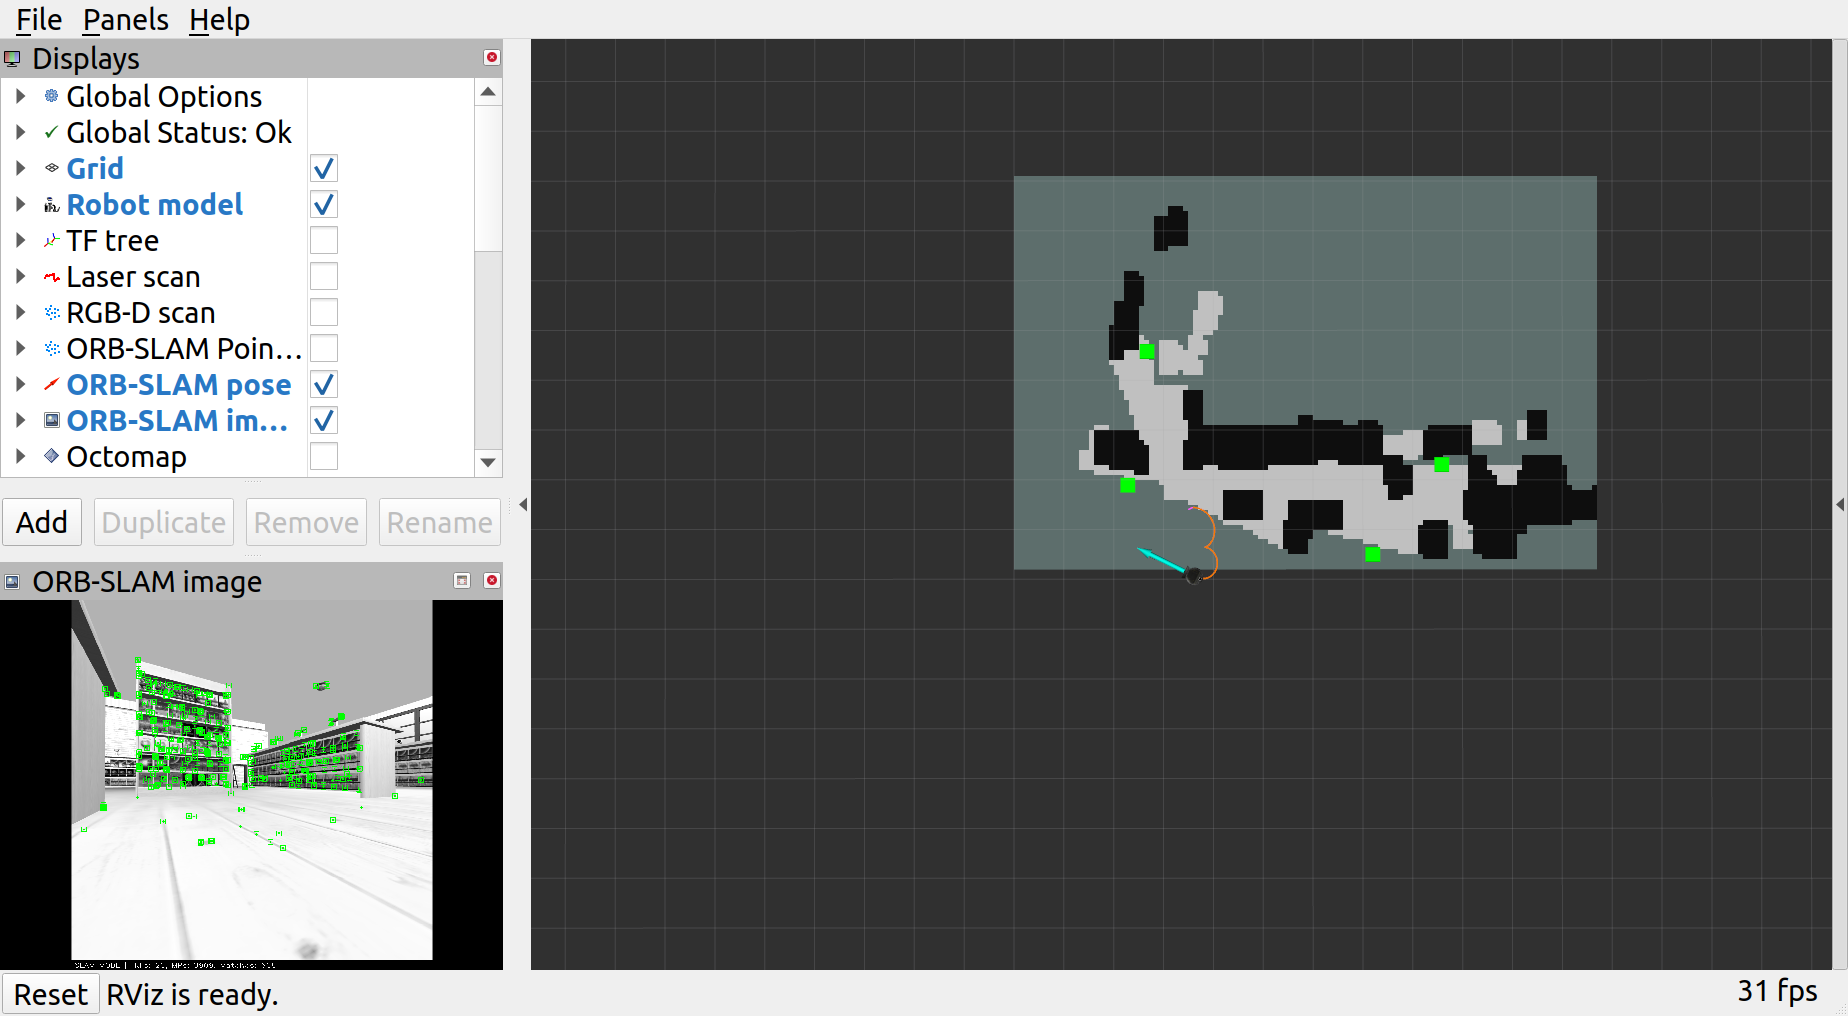 File Panels Help
Displays
Global Options
Global Status: Ok
Grid
Robot model
TF tree
Laser scan
RGB-D scan
ORB-SLAM Poin...
ORB-SLAM pose
ORB-SLAM im...
Octomap
Add Duplicate Remove Rename
ORB-SLAM image
SLAM MODE |
Reset RViz is ready.
31 fps